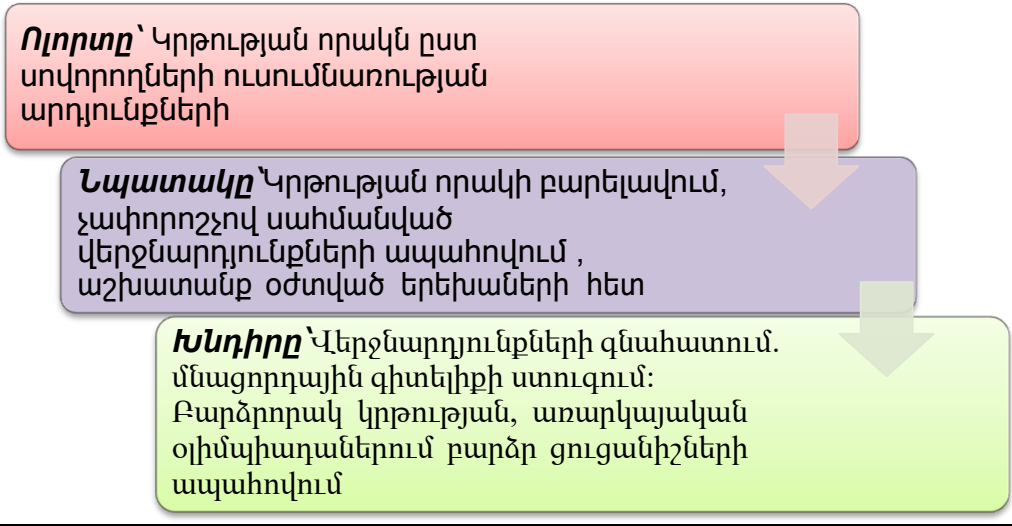 Ոլորտը՝ Կրթության որակն ըստ
սովորողների ուսումնառության
արդյունքների
Նպատակը՝Կրթության որակի բարելավում,
չափորոշչով սահմանված
վերջնարդյունքների ապահովում ,
աշխատանք օժտված երեխաների հետ
Խնդիրը՝Վերջնարդյունքների գնահատում.
մնացորդային գիտելիքի ստուգում:
Բարձրորակ կրթության, առարկայական
օլիմպիադաներում բարձր ցուցանիշների
ապահովում